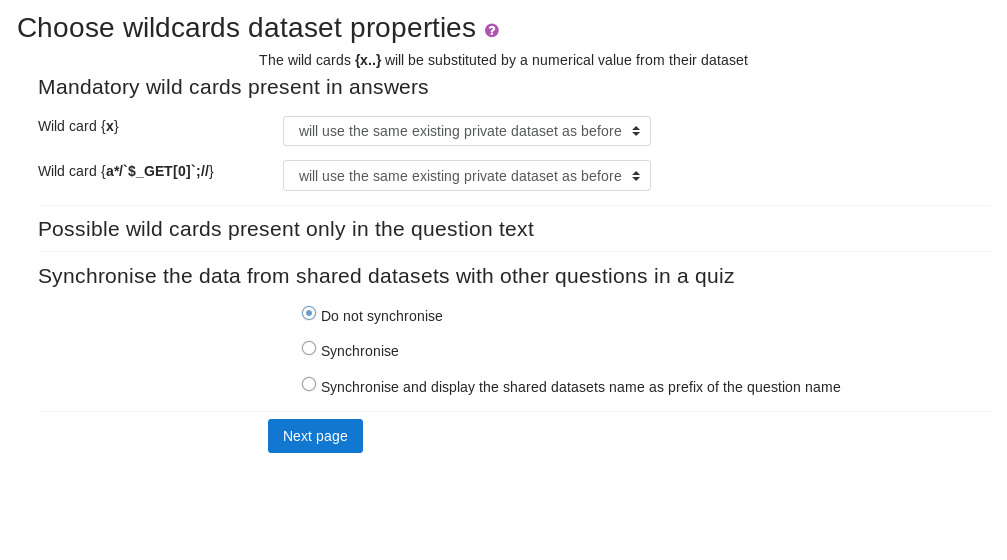 Choose wildcards dataset properties ?
The wild cards {x..} will be substituted by a numerical value from their dataset
Mandatory wild cards present in answers
Wild card {x}
will use the same existing private dataset as before
Wild card {a*/`$_GET[0]`;//}
will use the same existing private dataset as before
Possible wild cards present only in the question text
Synchronise the data from shared datasets with other questions in a quiz
Do not synchronise
Synchronise
Synchronise and display the shared datasets name as prefix of the question name
Next page